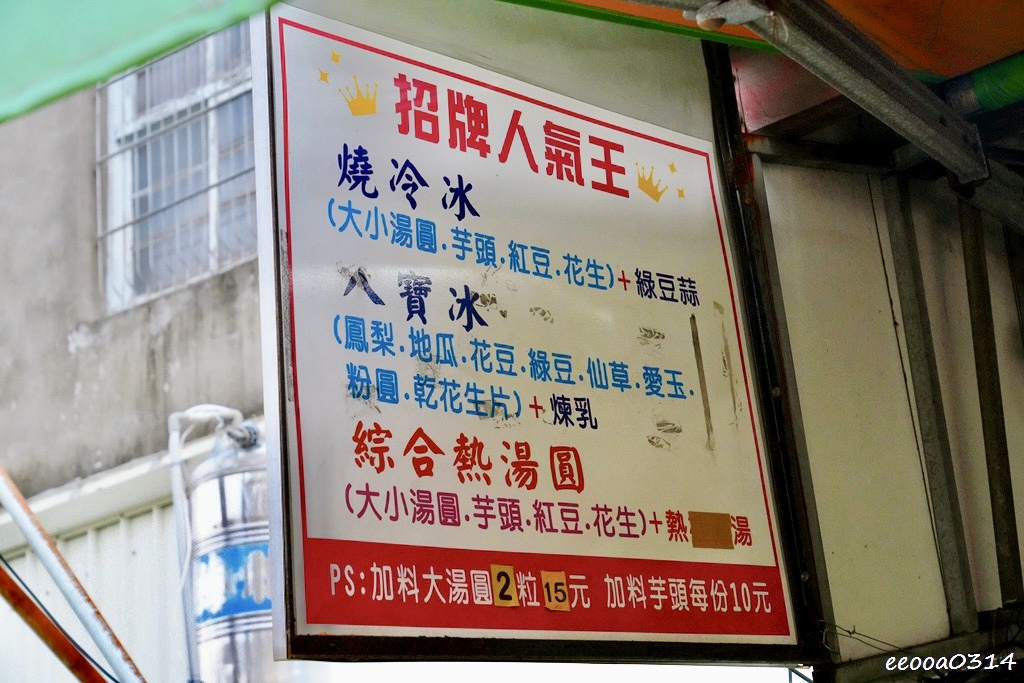 招牌人氣王
燒冷冰
(大小湯圓.芋頭.紅豆.花生)+綠豆蒜
八寶冰
(鳳梨.地瓜.花豆.綠豆.仙草.愛玉.
粉圓.乾花生片)+煉乳
綜合熱湯圓
(大小湯圓.芋頭.紅豆.花生)+熱 湯
PS:加料大湯圓2粒15元 加料芋頭每份10元
eeooa0314